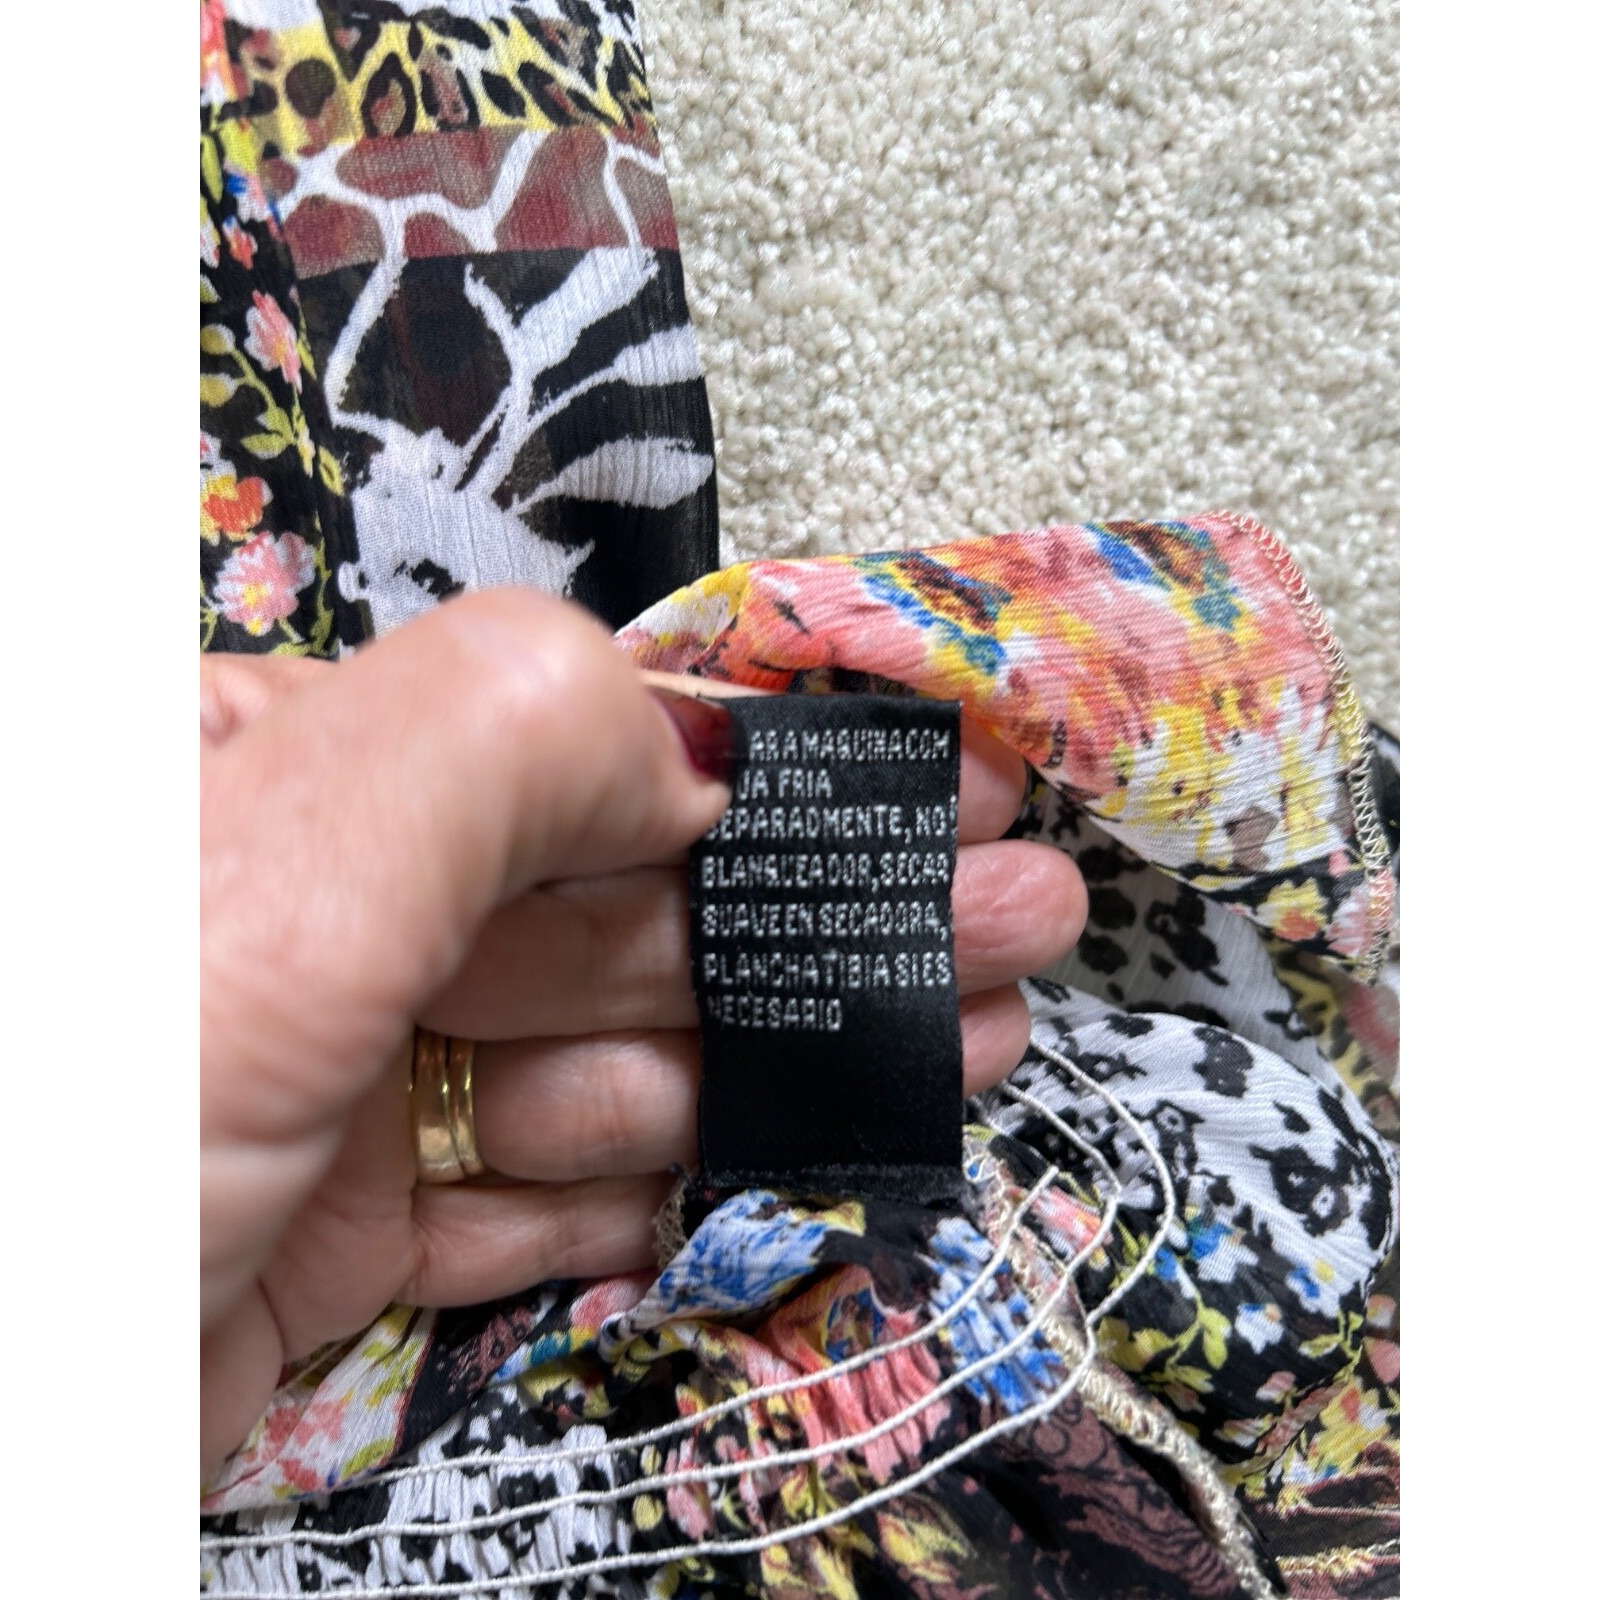 ARA MAQUINA COM
UA FRIA
SEPARADMENTE, NO
BLANQUEADOR, SECAR
SUAVE EN SECADORA,
PLANCHA TIBIA SI ES
NECESARIO